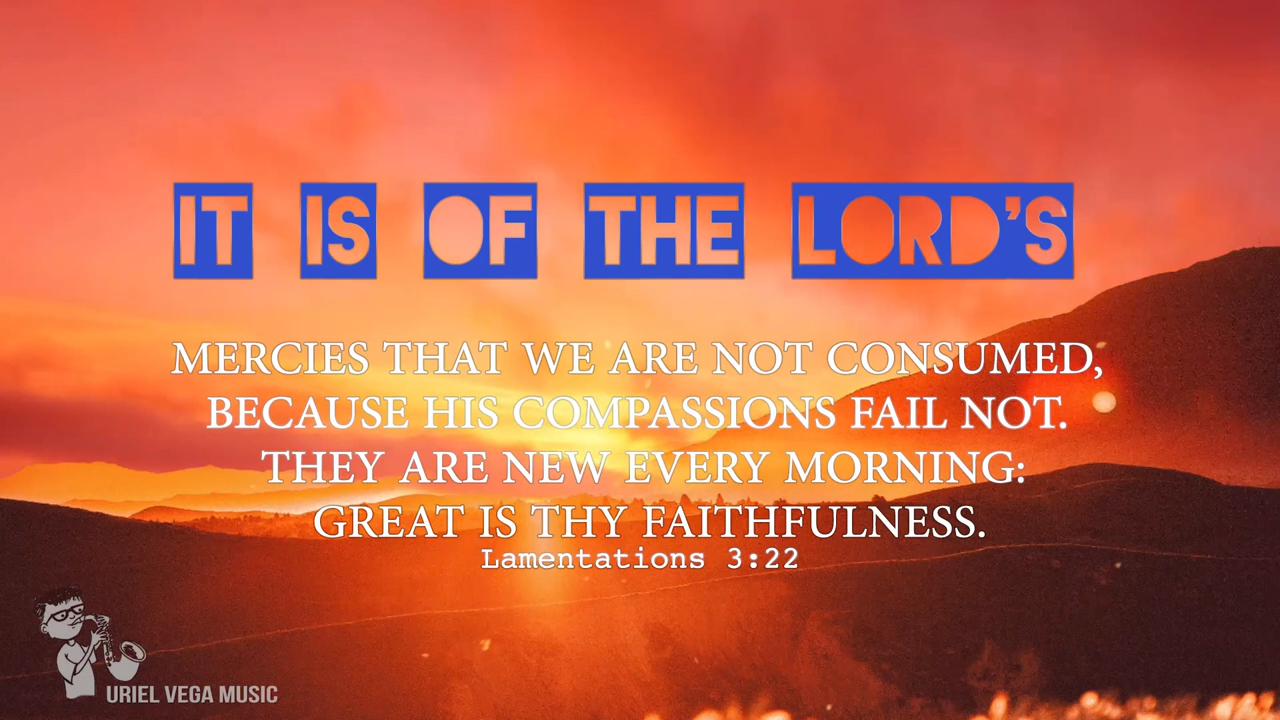 IT IS OF THE LORD'S
MERCIES THAT WE ARE NOT CONSUMED,
BECAUSE HIS COMPASSIONS FAIL NOT.
THEY ARE NEW EVERY MORNING:
GREAT IS THY FAITHFULNESS.
Lamentations 3:22
URIEL VEGA MUSIC